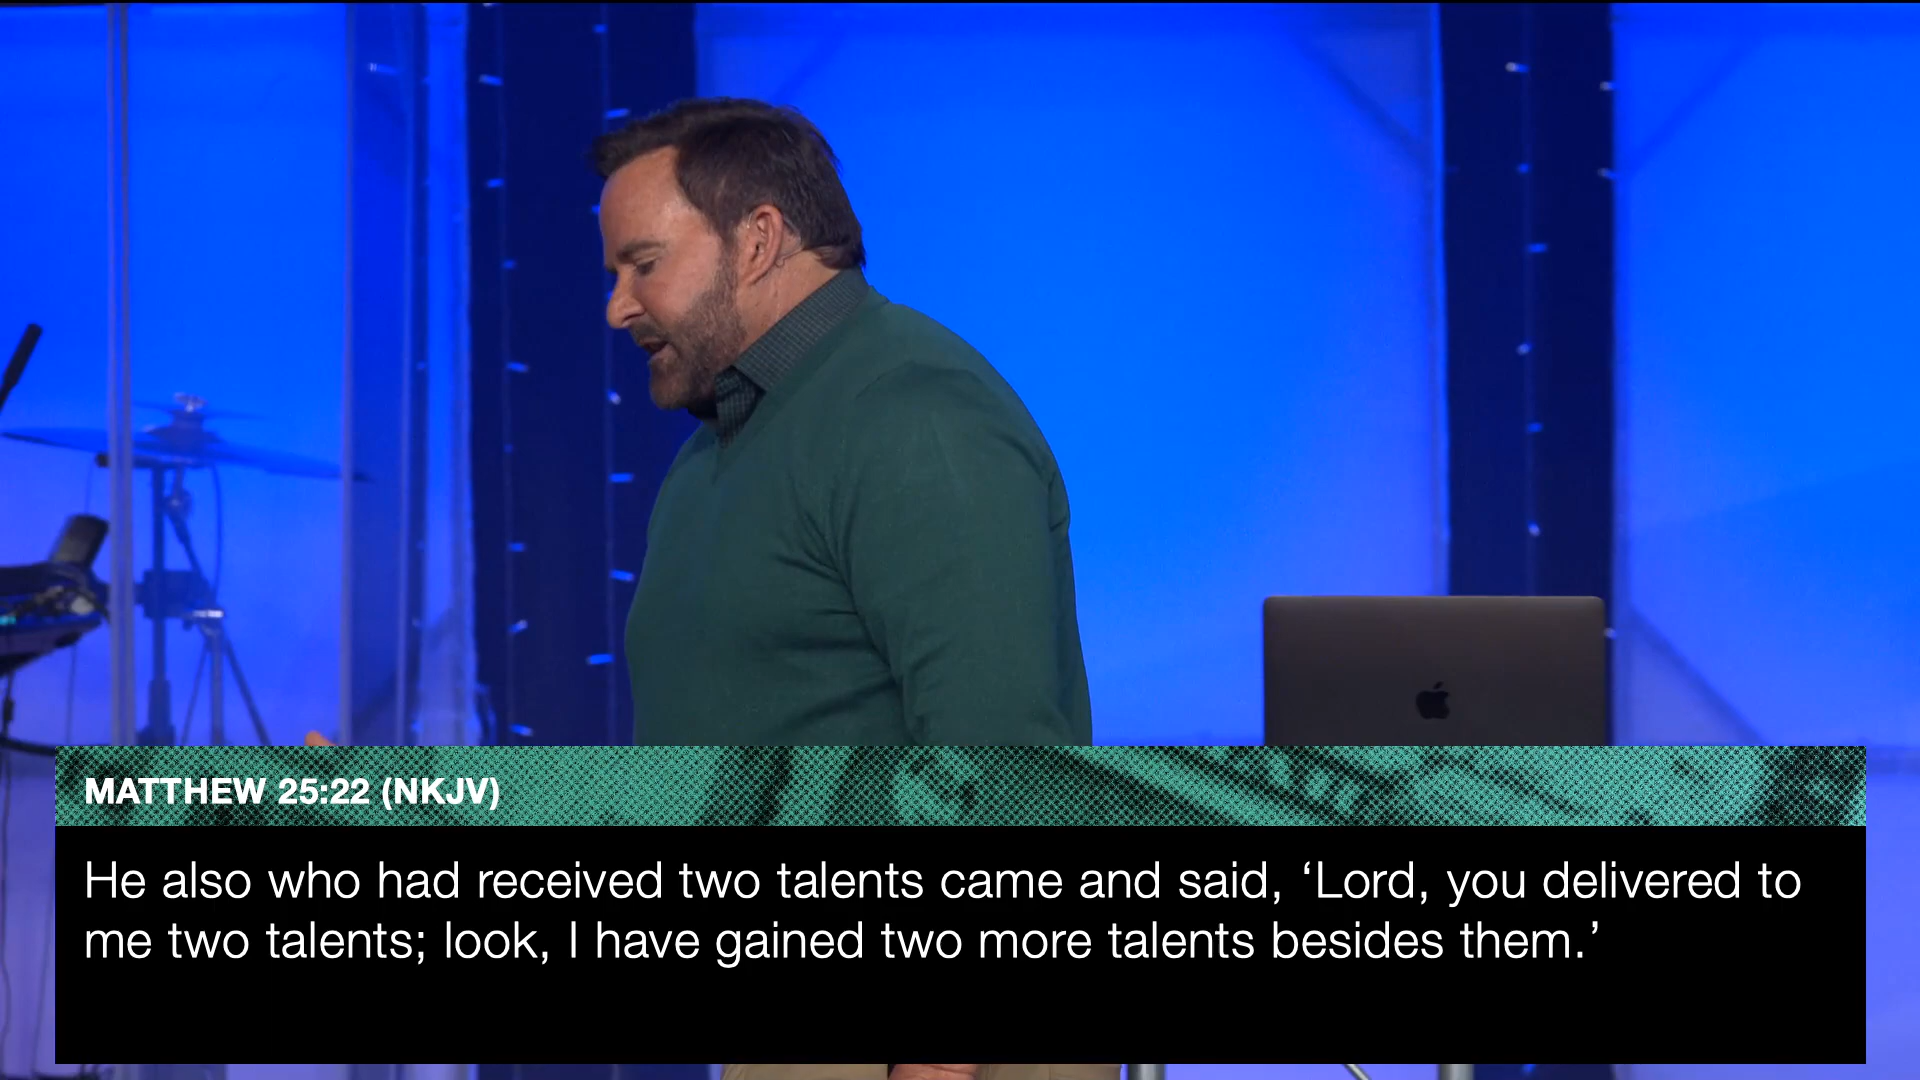 MATTHEW 25:22 (NKJV)
He also who had received two talents came and said, ‘Lord, you delivered to
me two talents; look, I have gained two more talents besides them.’